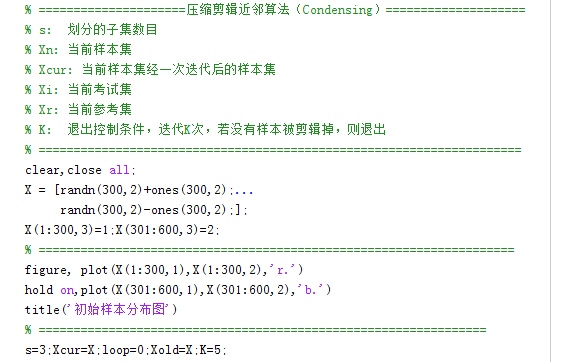 % =====================压缩剪辑近邻算法（Condensing）====================
% s:  划分的子集数目
% Xn: 当前样本集
% Xcur: 当前样本集经一次迭代后的样本集
% Xi: 当前考试集
% Xr: 当前参考集
% K:  退出控制条件，迭代K次，若没有样本被剪辑掉，则退出
% =====================================================================
clear,close all;
X = [randn(300,2)+ones(300,2);...
     randn(300,2)-ones(300,2);];
X(1:300,3)=1;X(301:600,3)=2;
% ====================================================================
figure, plot(X(1:300,1),X(1:300,2),'r.')
hold on,plot(X(301:600,1),X(301:600,2),'b.')
title('初始样本分布图')
% ================================================================
s=3;Xcur=X;loop=0;Xold=X;K=5;